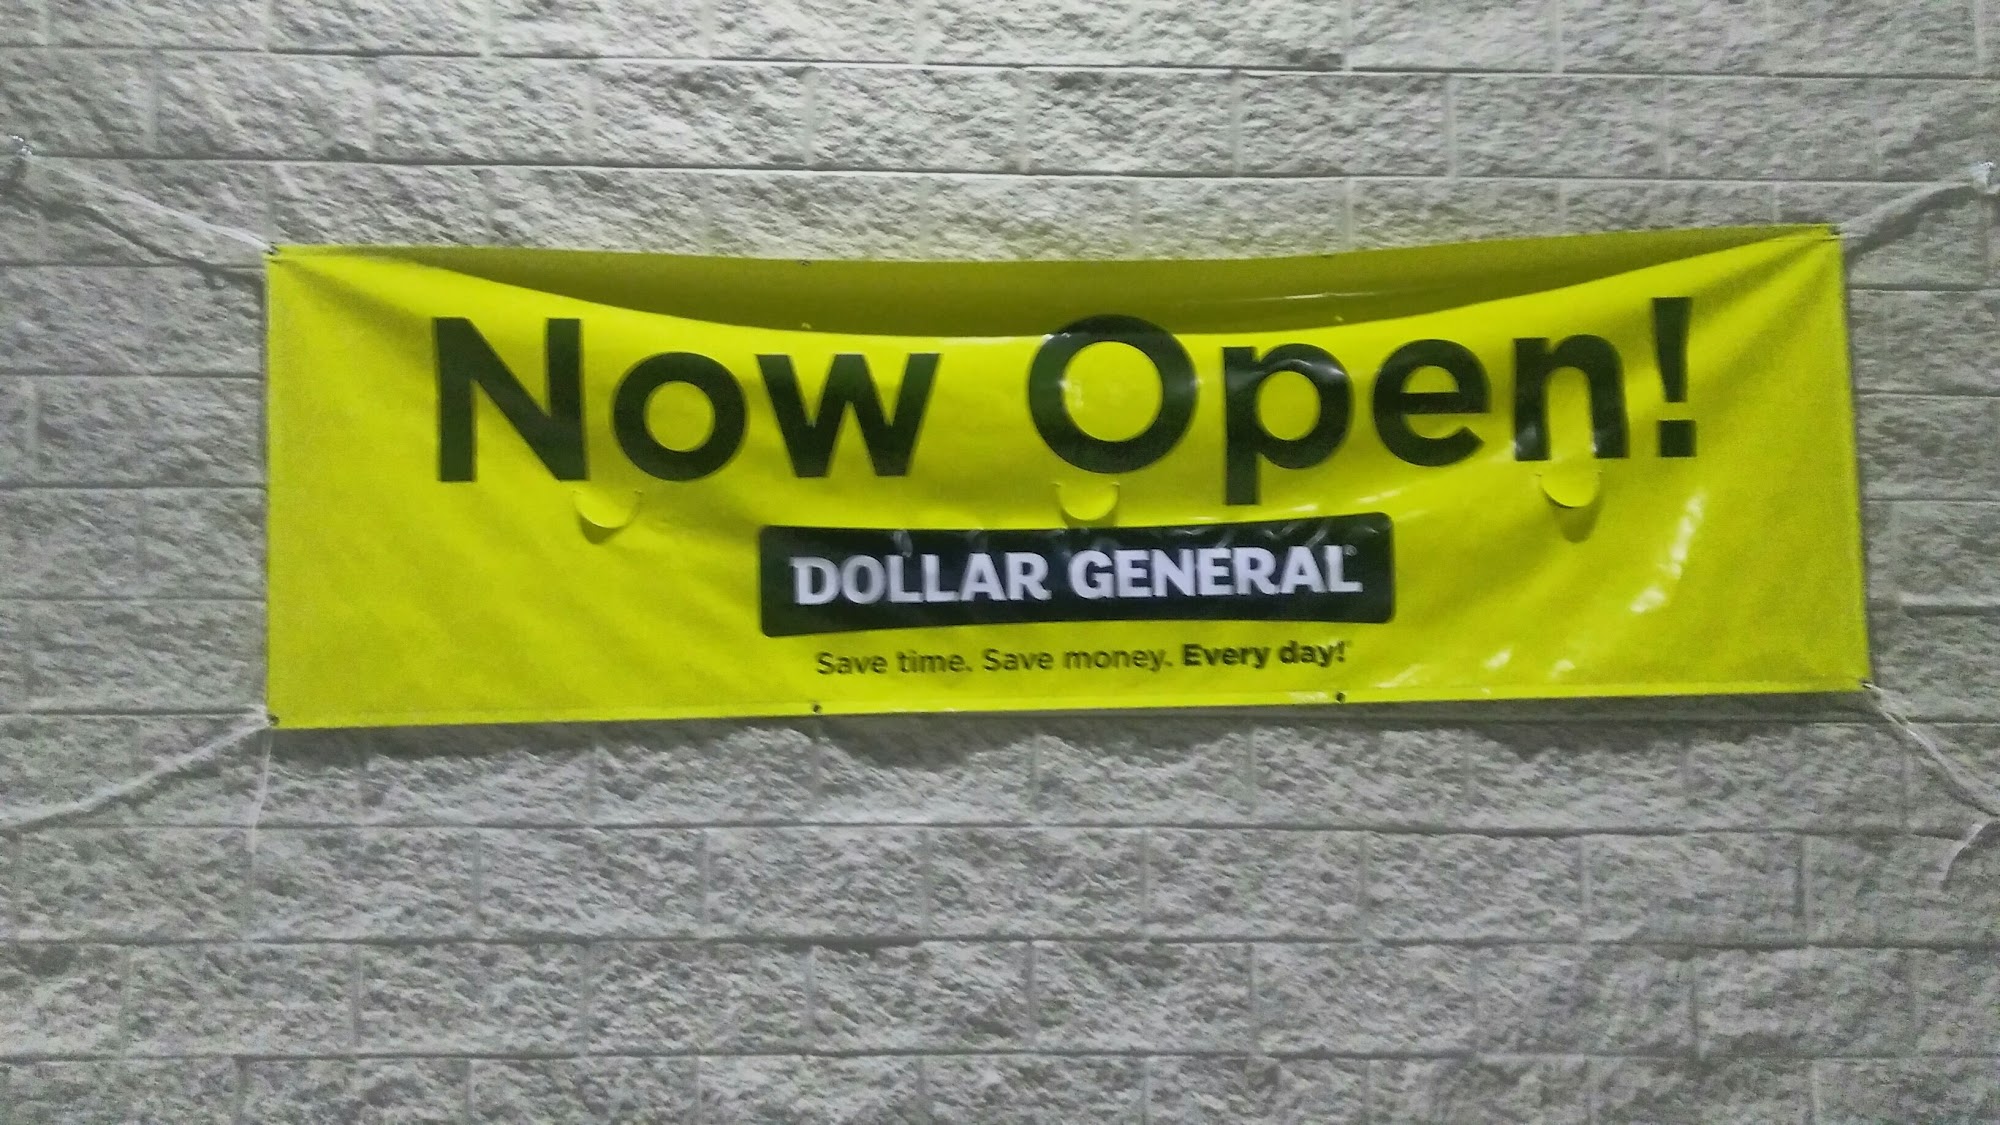 Now Open!
DOLLAR GENERAL
Save time. Save money. Every day!